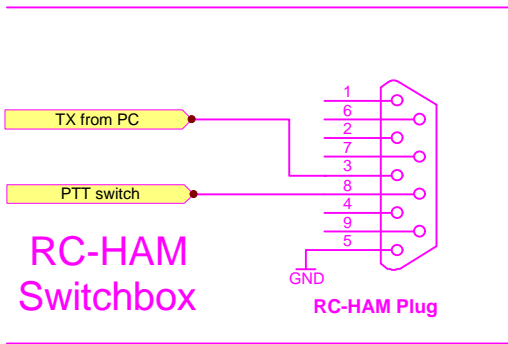 TX from PC
PTT switch
RC-HAM
Switchbox
1
6
2
7
3
8
4
9
5
GND
RC-HAM Plug